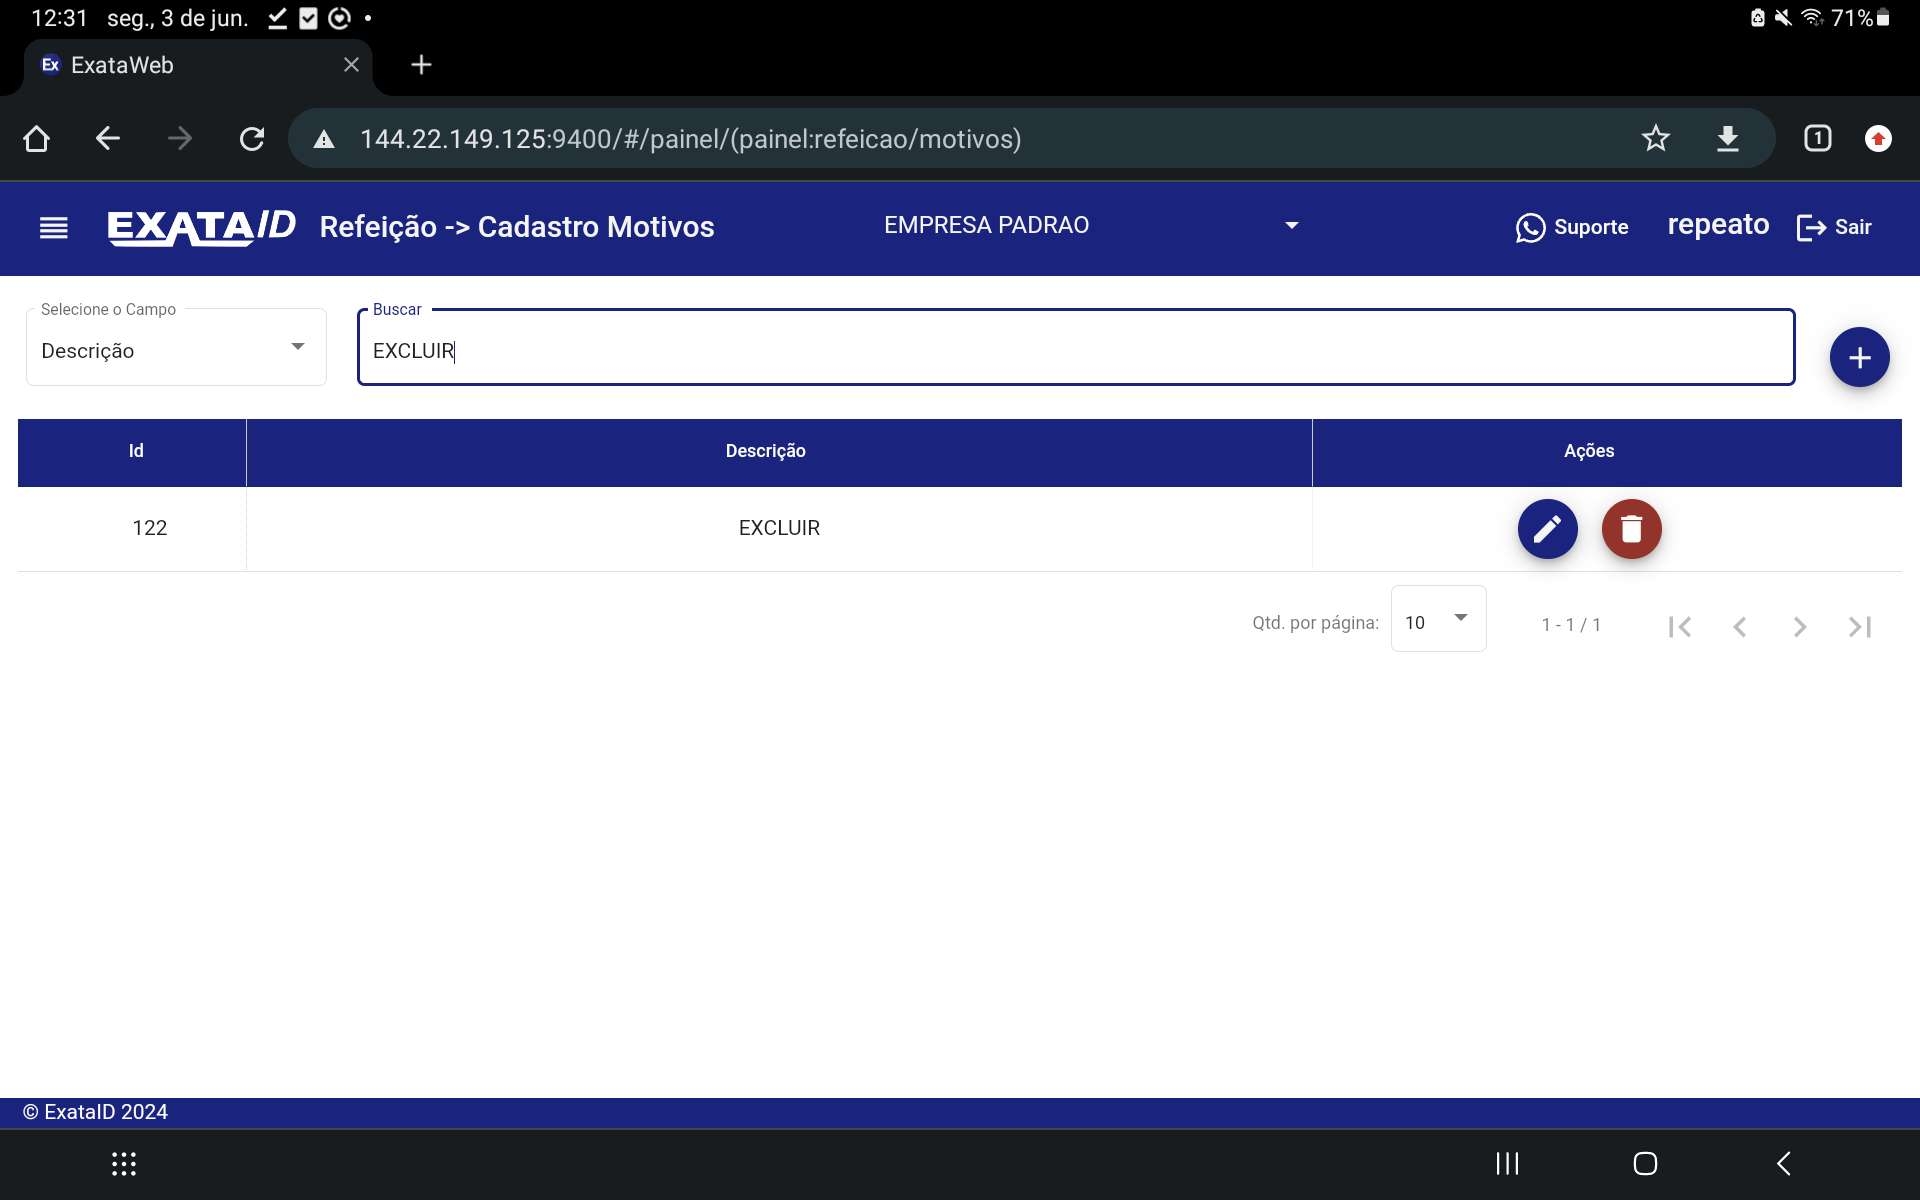 12:31 seg., 3 de jun. 71%
Ex ExataWeb
144.22.149.125:9400/#/painel/(painel:refeicao/motivos) 1
EXATAID Refeição -> Cadastro Motivos EMPRESA PADRAO Suporte repeato Sair
Selecione o Campo Buscar
Descrição EXCLUIR
Id Descrição Ações
122 EXCLUIR
Qtd. por página: 10 1 - 1 / 1
© ExataID 2024